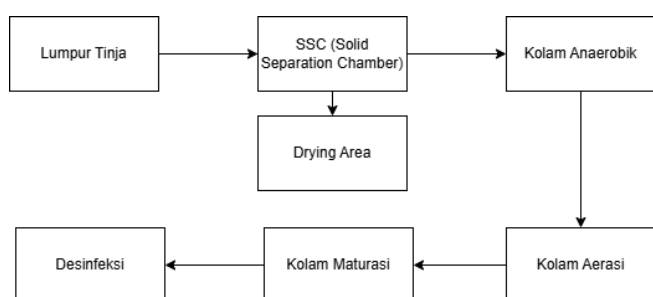 Lumpur Tinja
SSC (Solid
Separation Chamber)
Kolam Anaerobik
Drying Area
Desinfeksi
Kolam Maturasi
Kolam Aerasi